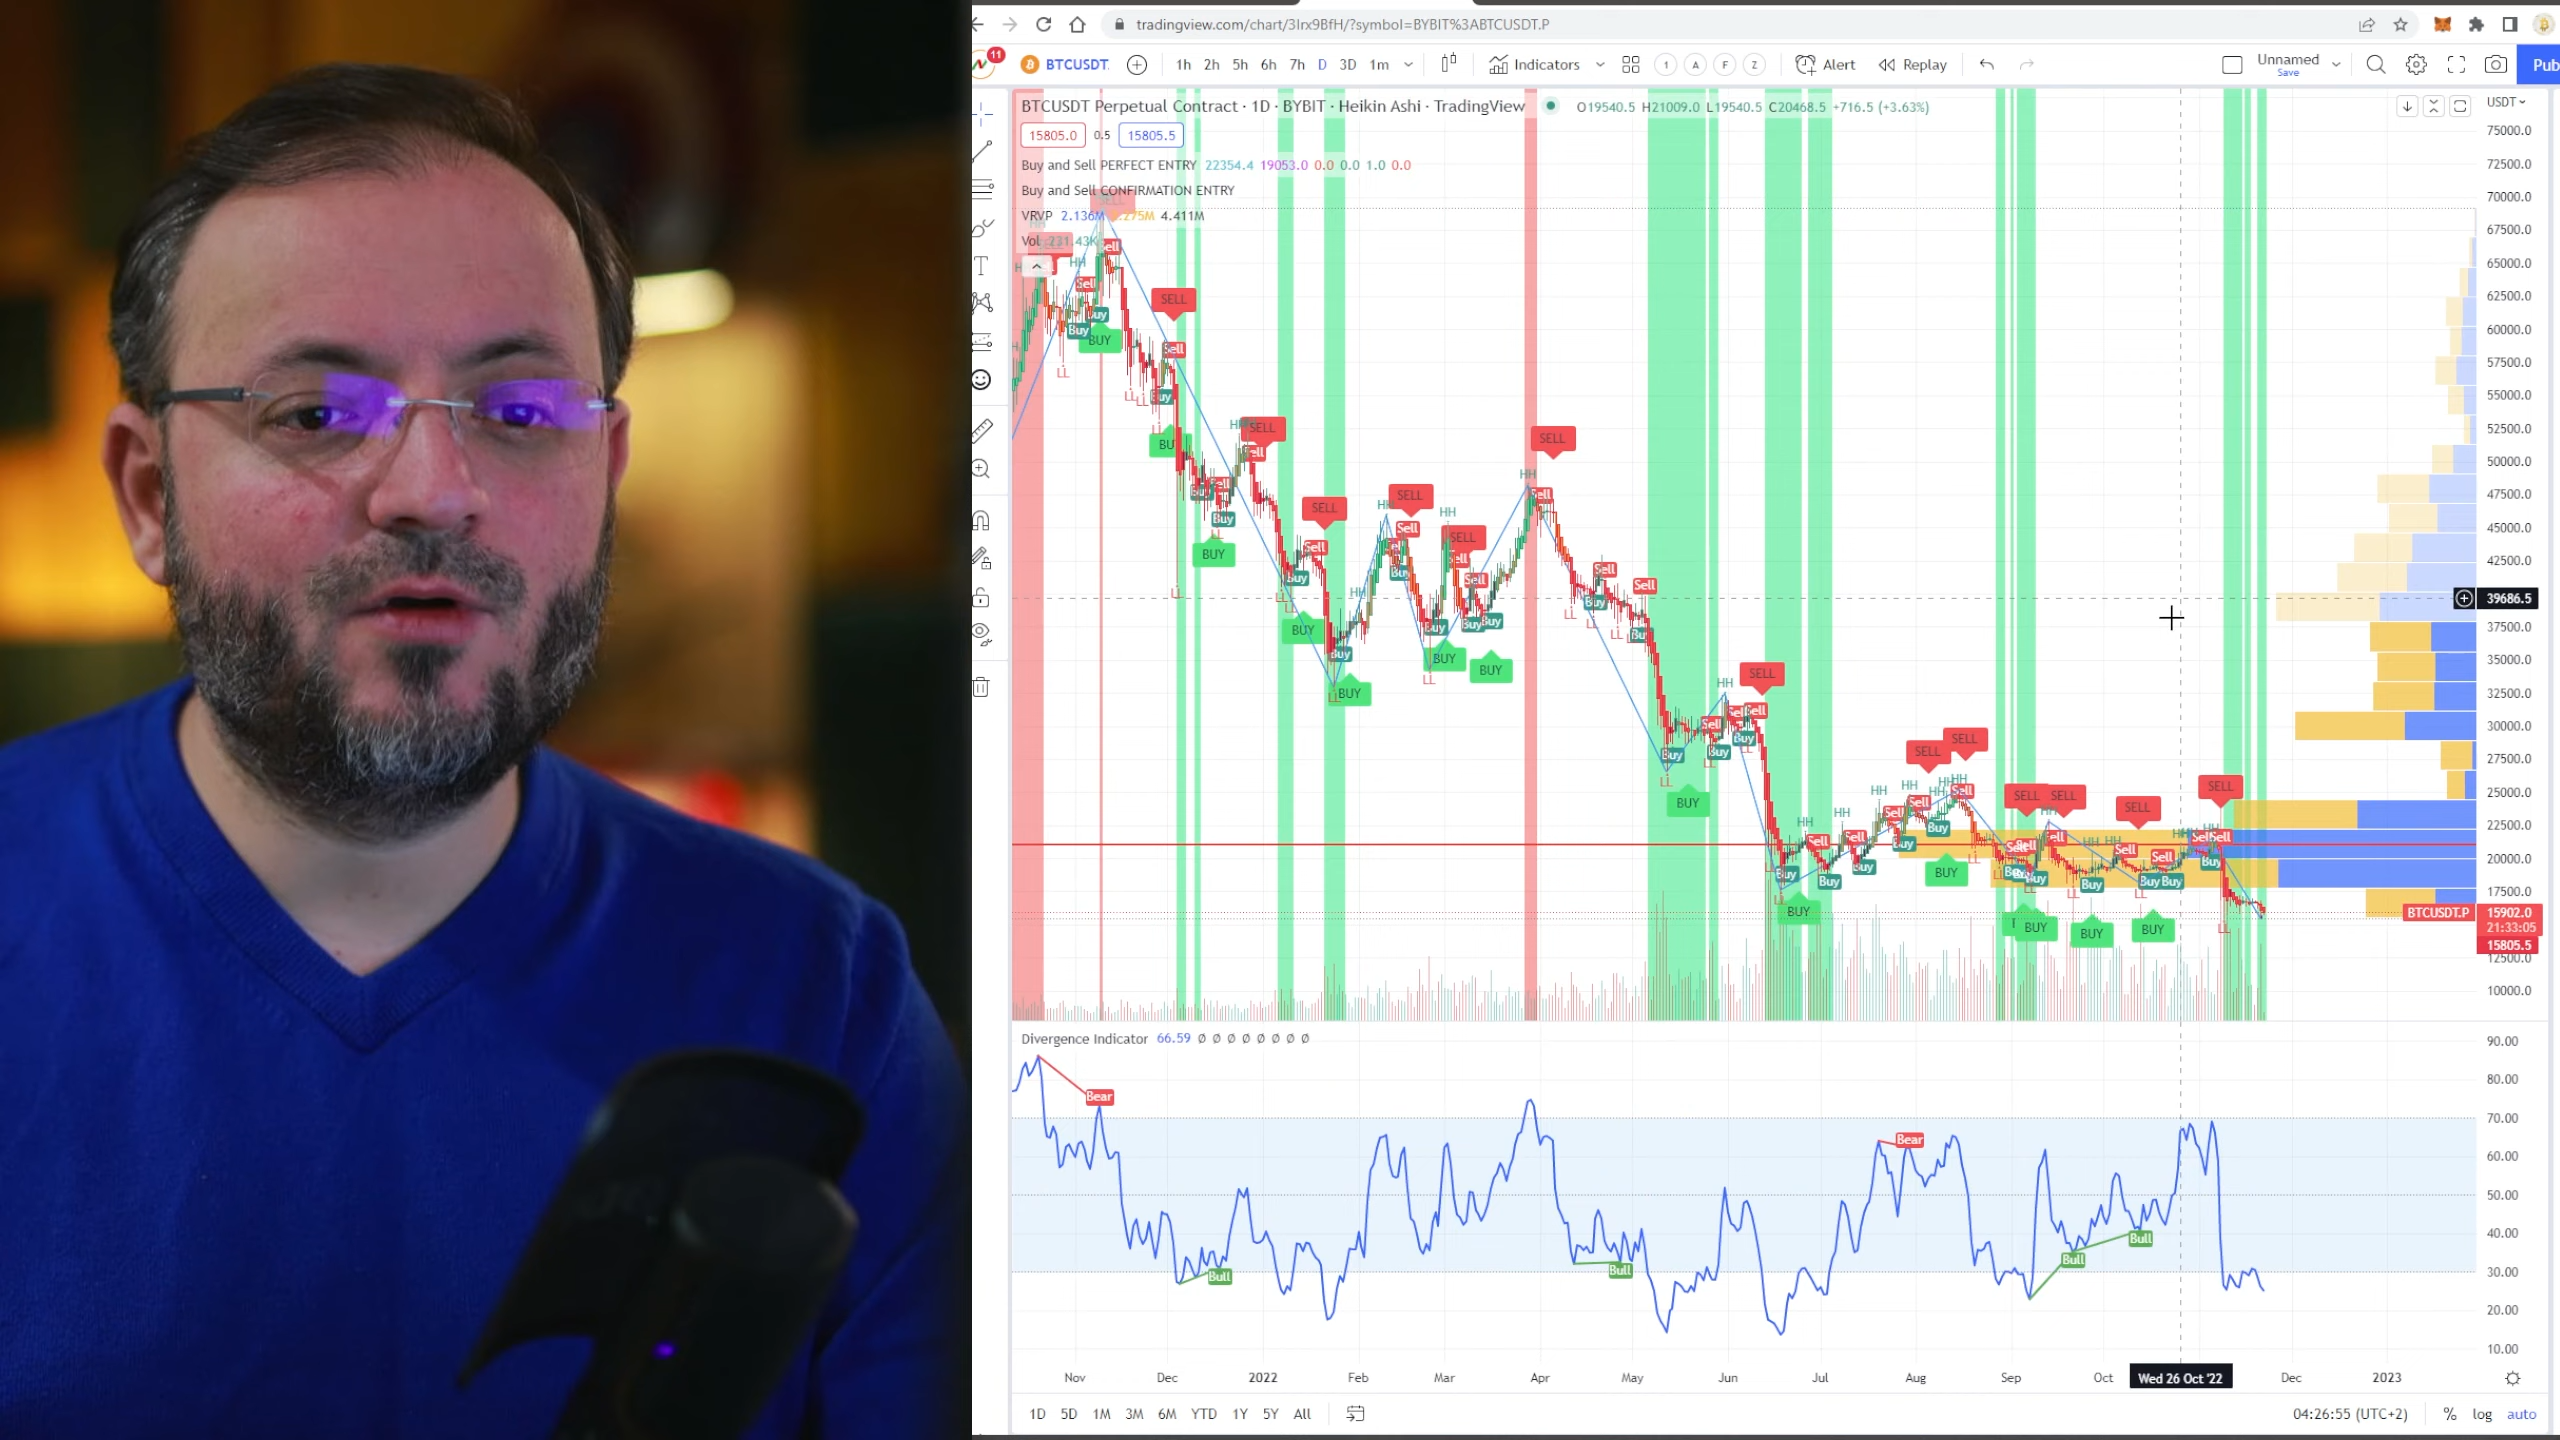 tradingview.com/chart/3Irx9BfH/?symbol=BYBIT%3ABTCUSDT.P
11
BTCUSDT. 1h 2h 5h 6h 7h D 3D 1m Indicators 1 A F Z Alert Replay Unnamed Pub
Save
BTCUSDT Perpetual Contract · 1D · BYBIT · Heikin Ashi · TradingView O19540.5 H21009.0 L19540.5 C20468.5 +716.5 (+3.63%) USDT
15805.0 0.5 15805.5
75000.0
Buy and Sell PERFECT ENTRY 22354.4 19053.0 0.0 0.0 1.0 0.0
72500.0
Buy and Sell CONFIRMATION ENTRY
70000.0
VRVP 2.136M 4.411M
67500.0
Vol 231.43K
65000.0
62500.0
60000.0
57500.0
55000.0
52500.0
50000.0
47500.0
45000.0
42500.0
39686.5
37500.0
35000.0
32500.0
30000.0
27500.0
25000.0
22500.0
20000.0
17500.0
BTCUSDT.P 15902.0
21:33:05
15805.5
12500.0
10000.0
SELL
Sell
HH
Buy
BUY
LL
Divergence Indicator 66.59 Ø Ø Ø Ø Ø Ø Ø Ø
90.00
80.00
Bear
70.00
Bear
60.00
50.00
40.00
Bull
Bull
Bull
Bull
30.00
20.00
10.00
Nov Dec 2022 Feb Mar Apr May Jun Jul Aug Sep Oct Wed 26 Oct '22 Dec 2023
1D 5D 1M 3M 6M YTD 1Y 5Y All 04:26:55 (UTC+2) % log auto